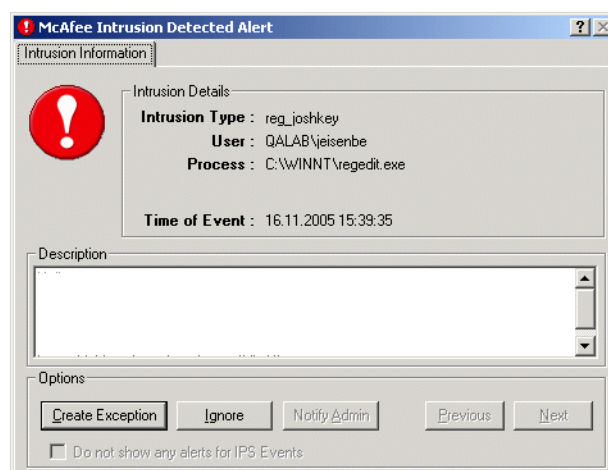 McAfee Intrusion Detected Alert
Intrusion Information
Intrusion Details
Intrusion Type : reg_joshkey
User : QALAB\jeisenbe
Process : C:\WINNT\regedit.exe
Time of Event : 16.11.2005 15:39:35
Description
Options
Create Exception Ignore Notify Admin Previous Next
Do not show any alerts for IPS Events